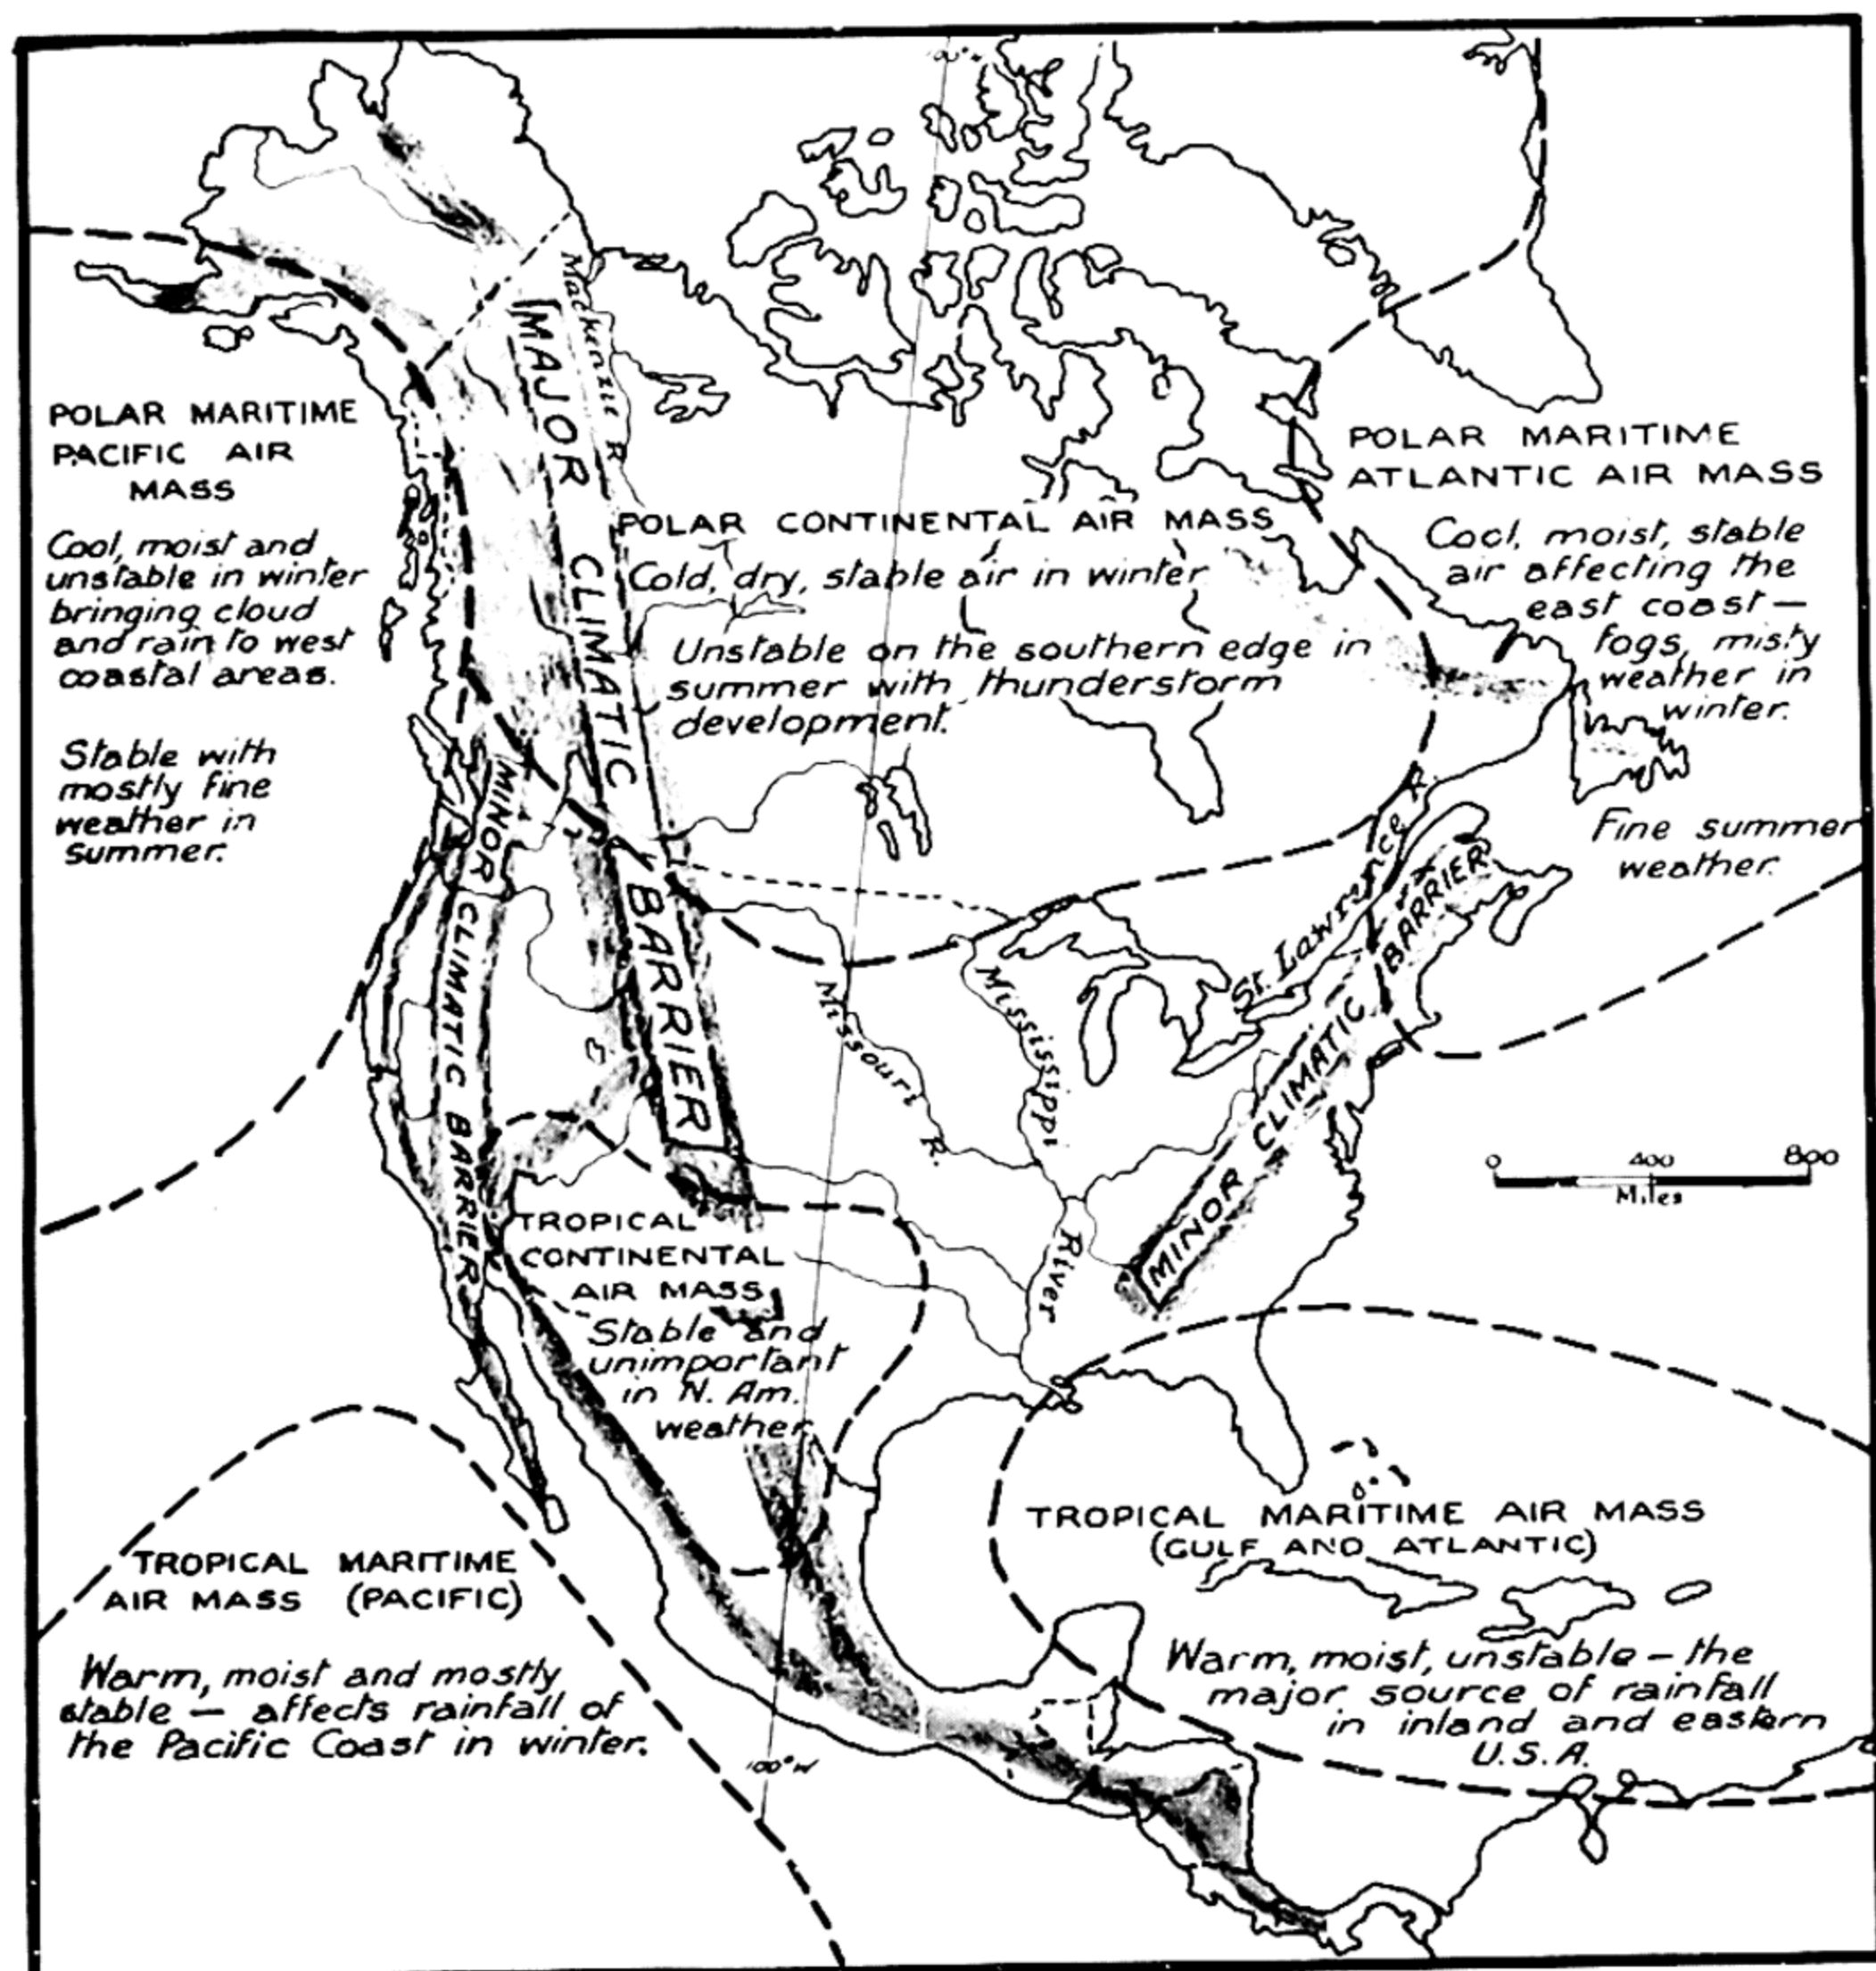 POLAR MARITIME
PACIFIC AIR
MASS
Cool, moist and
unstable in winter
bringing cloud
and rain to west
coastal areas.
Stable with
mostly fine
weather in
summer.
Mackenzie R
MAJOR CLIMATIC BARRIER
MINOR CLIMATIC BARRIER
POLAR CONTINENTAL AIR MASS
Cold, dry, stable air in winter
Unstable on the southern edge in
summer with thunderstorm
development.
POLAR MARITIME
ATLANTIC AIR MASS
Cool, moist, stable
air affecting the
east coast —
fogs, misty
weather in
winter.
Fine summer
weather.
St. Lawrence R.
MINOR CLIMATIC BARRIER
Missouri R.
Mississippi River
0 400 800
Miles
TROPICAL
CONTINENTAL
AIR MASS
Stable and
unimportant
in N. Am.
weather
TROPICAL MARITIME
AIR MASS (PACIFIC)
Warm, moist and mostly
stable — affects rainfall of
the Pacific Coast in winter.
100° W
TROPICAL MARITIME AIR MASS
(GULF AND ATLANTIC)
Warm, moist, unstable — the
major source of rainfall
in inland and eastern
U.S.A.